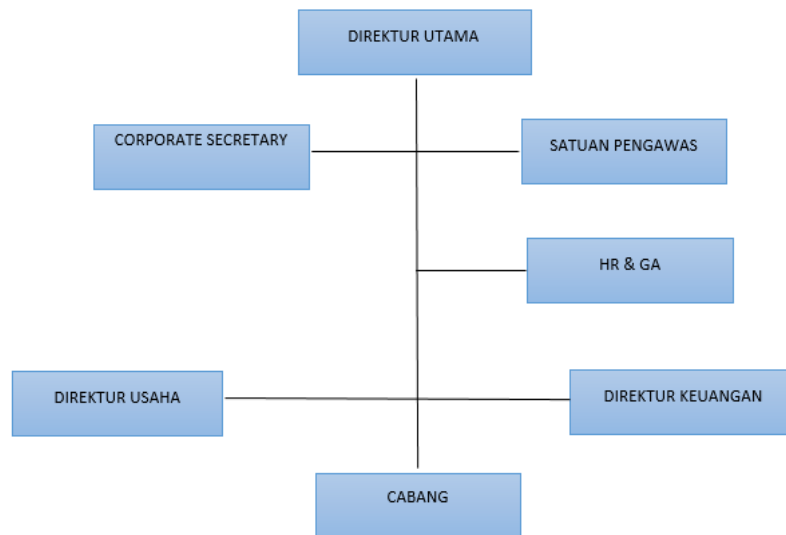 DIREKTUR UTAMA
CORPORATE SECRETARY
SATUAN PENGAWAS
HR & GA
DIREKTUR USAHA
DIREKTUR KEUANGAN
CABANG